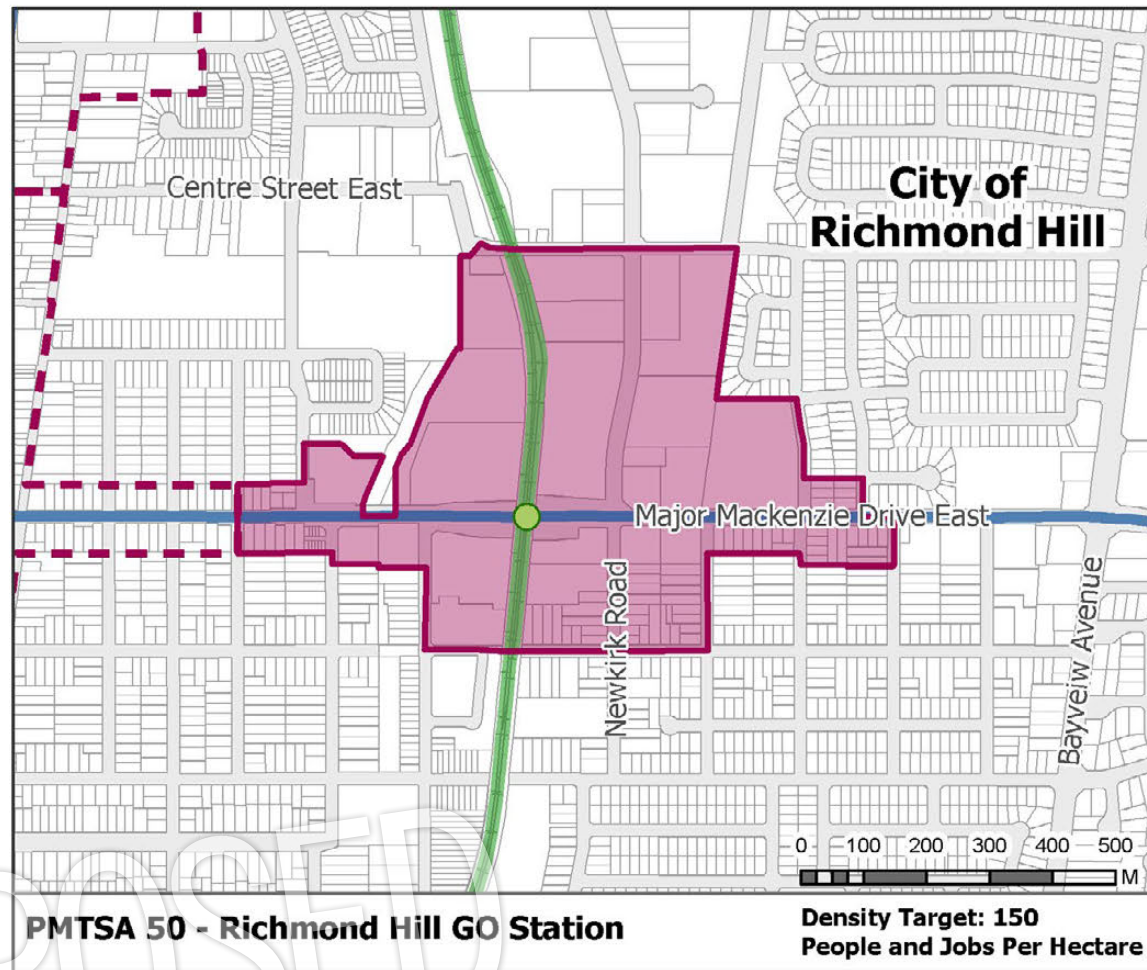 Centre Street East
City of
Richmond Hill
Major Mackenzie Drive East
Newkirk Road
Bayveiw Avenue
0 100 200 300 400 500
M
POSED
PMTSA 50 - Richmond Hill GO Station
Density Target: 150
People and Jobs Per Hectare